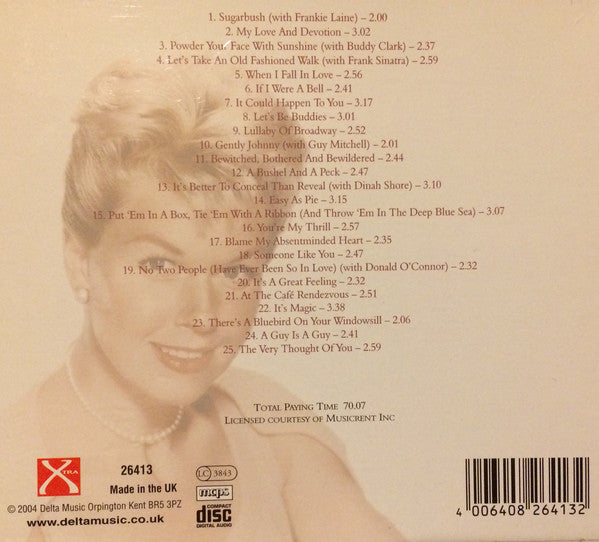 1. Sugarbush (with Frankie Laine) – 2.00
2. My Love And Devotion – 3.02
3. Powder Your Face With Sunshine (with Buddy Clark) – 2.37
4. Let's Take An Old Fashioned Walk (with Frank Sinatra) – 2.59
5. When I Fall In Love – 2.56
6. If I Were A Bell – 2.41
7. It Could Happen To You – 3.17
8. Let's Be Buddies – 3.01
9. Lullaby Of Broadway – 2.52
10. Gently Johnny (with Guy Mitchell) – 2.01
11. Bewitched, Bothered And Bewildered – 2.44
12. A Bushel And A Peck – 2.47
13. It's Better To Conceal Than Reveal (with Dinah Shore) – 3.10
14. Easy As Pie – 3.15
15. Put 'Em In A Box, Tie 'Em With A Ribbon (And Throw 'Em In The Deep Blue Sea) – 3.07
16. You're My Thrill – 2.57
17. Blame My Absentminded Heart – 2.35
18. Someone Like You – 2.47
19. No Two People (Have Ever Been So In Love) (with Donald O'Connor) – 2.32
20. It's A Great Feeling – 2.32
21. At The Café Rendezvous – 2.51
22. It's Magic – 3.38
23. There's A Bluebird On Your Windowsill – 2.06
24. A Guy Is A Guy – 2.41
25. The Very Thought Of You – 2.59
Total Paying Time 70.07
Licensed courtesy of Musicrent Inc
XTRA
26413
Made in the UK
© 2004 Delta Music Orpington Kent BR5 3PZ
www.deltamusic.co.uk
LC 3843
mcps
COMPACT
disc
DIGITAL AUDIO
4 006408 264132